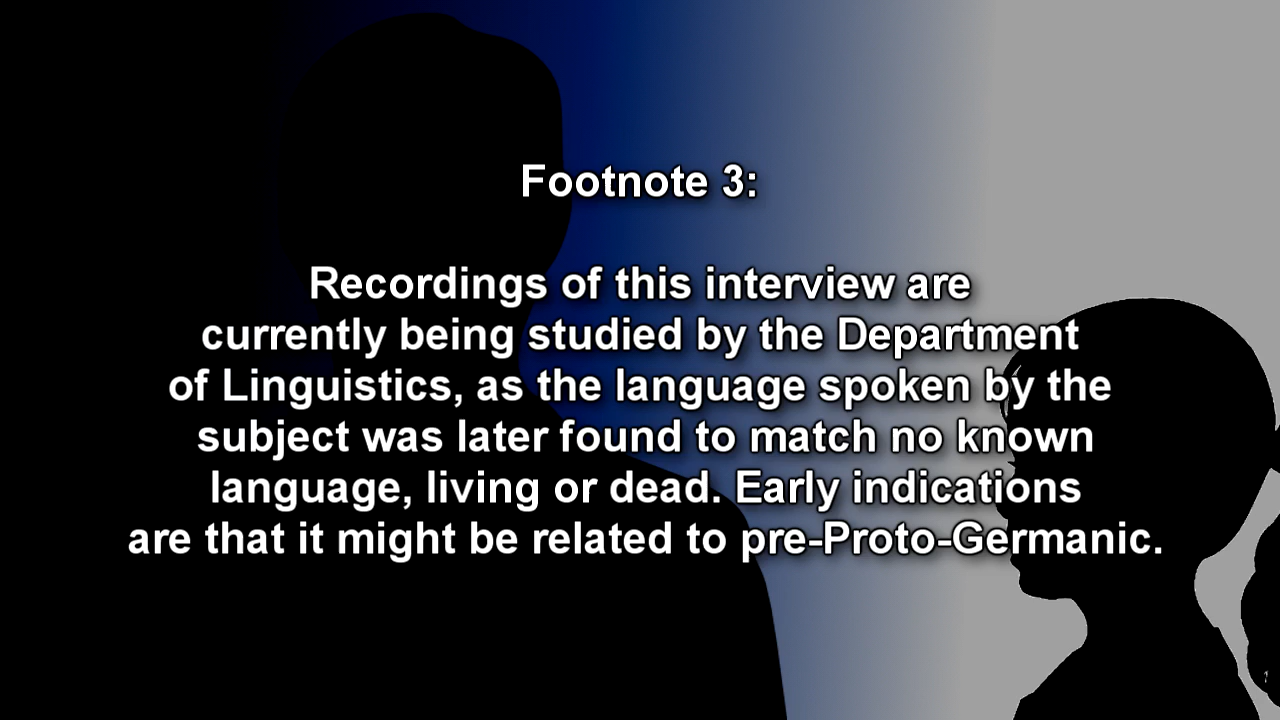 Footnote 3:
Recordings of this interview are
currently being studied by the Department
of Linguistics, as the language spoken by the
subject was later found to match no known
language, living or dead. Early indications
are that it might be related to pre-Proto-Germanic.